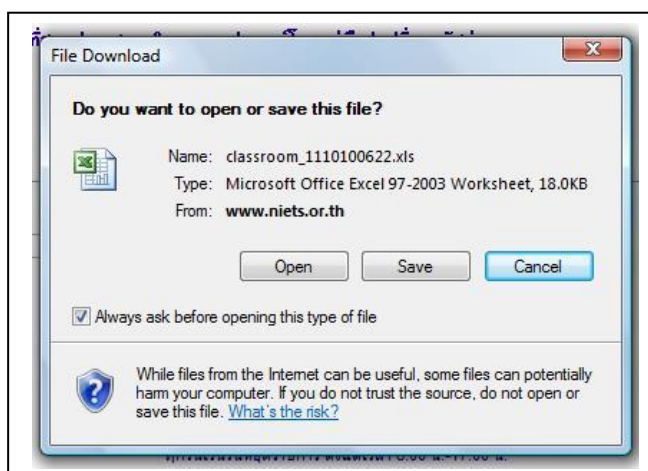 File Download
Do you want to open or save this file?
Name: classroom_1110100622.xls
Type: Microsoft Office Excel 97-2003 Worksheet, 18.0KB
From: www.niets.or.th
Open Save Cancel
Always ask before opening this type of file
While files from the Internet can be useful, some files can potentially
harm your computer. If you do not trust the source, do not open or
save this file. What's the risk?